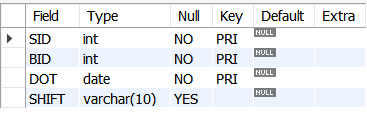 Field Type Null Key Default Extra
SID int NO PRI NULL
BID int NO PRI NULL
DOT date NO PRI NULL
SHIFT varchar(10) YES NULL